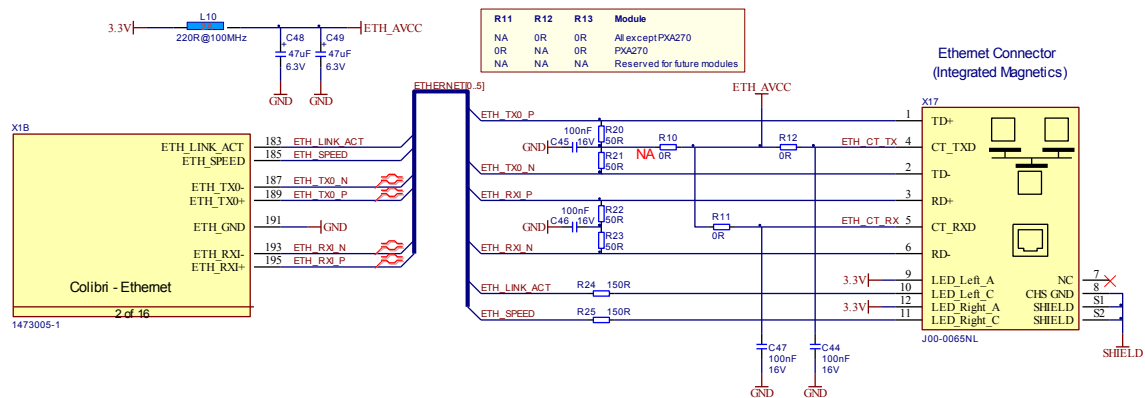 L10
3.3V
ETH_AVCC
220R@100MHz
C48
47uF
6.3V
C49
47uF
6.3V
GND
GND
R11 R12 R13 Module
NA 0R 0R All except PXA270
0R NA 0R PXA270
NA NA NA Reserved for future modules
Ethernet Connector
(Integrated Magnetics)
ETHERNET[0..5]
ETH_AVCC
X1B
ETH_LINK_ACT 183 ETH_LINK_ACT
ETH_SPEED 185 ETH_SPEED
ETH_TX0- 187 ETH_TX0_N
ETH_TX0+ 189 ETH_TX0_P
ETH_GND 191 GND
ETH_RXI- 193 ETH_RXI_N
ETH_RXI+ 195 ETH_RXI_P
Colibri - Ethernet
2 of 16
1473005-1
ETH_TX0_P
100nF
C45 16V
GND
R20
50R
R21
50R
NA
R10
0R
R12
0R
ETH_CT_TX
ETH_TX0_N
ETH_RXI_P
100nF
C46 16V
GND
R22
50R
R23
50R
R11
0R
ETH_CT_RX
ETH_RXI_N
ETH_LINK_ACT R24 150R
ETH_SPEED R25 150R
3.3V
3.3V
C47
100nF
16V
GND
C44
100nF
16V
GND
X17
1 TD+
4 CT_TXD
2 TD-
3 RD+
5 CT_RXD
6 RD-
9 LED_Left_A
10 LED_Left_C
12 LED_Right_A
11 LED_Right_C
NC 7
CHS GND 8
SHIELD S1
SHIELD S2
J00-0065NL
SHIELD